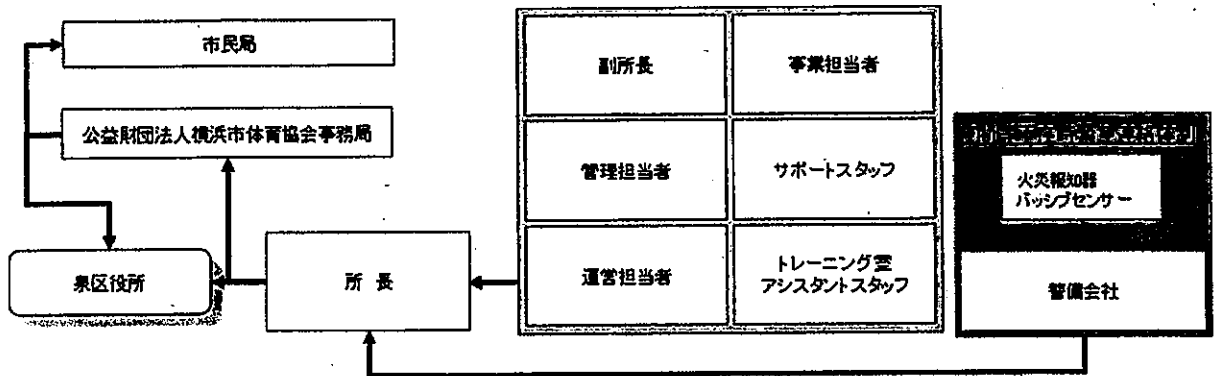 市民局
公益財団法人横浜市体育協会事務局
泉区役所
所 長
副所長
事業担当者
管理担当者
サポートスタッフ
運営担当者
トレーニング室
アシスタントスタッフ
火災報知器
パッシブセンサー
警備会社